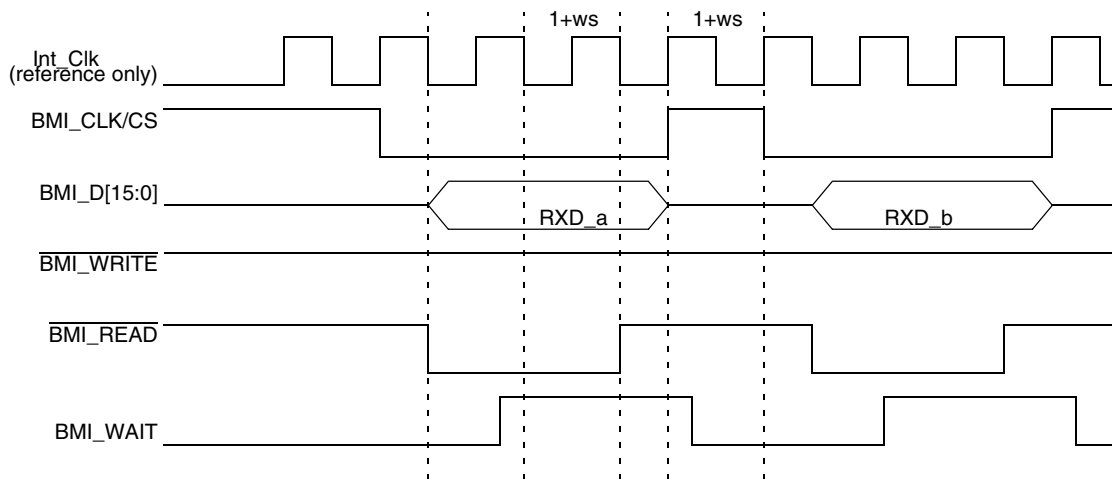 1+ws 1+ws
Int_Clk
(reference only)
BMI_CLK/CS
BMI_D[15:0]
RXD_a RXD_b
BMI_WRITE
BMI_READ
BMI_WAIT